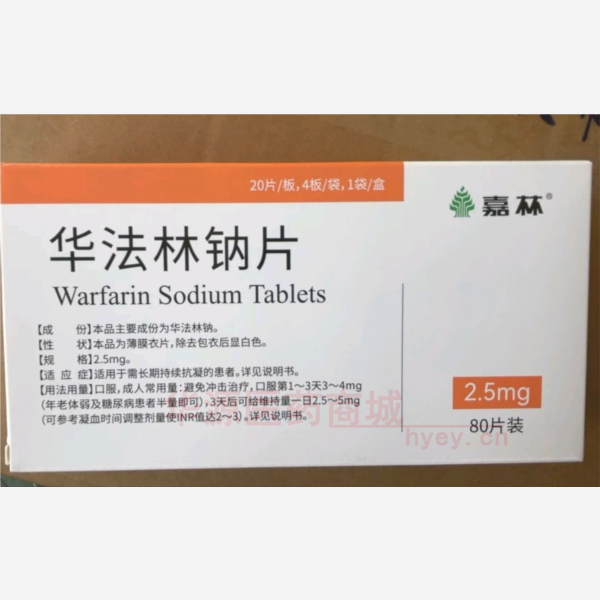 20片/板，4板/袋，1袋/盒
嘉林®
华法林钠片
Warfarin Sodium Tablets
【成　份】本品主要成份为华法林钠。
【性　状】本品为薄膜衣片，除去包衣后显白色。
【规　格】2.5mg。
【适 应 症】适用于需长期持续抗凝的患者。详见说明书。
【用法用量】口服，成人常用量：避免冲击治疗，口服第1～3天3～4mg
（年老体弱及糖尿病患者半量即可），3天后可给维持量一日2.5～5mg
（可参考凝血时间调整剂量使INR值达2～3）。详见说明书。
2.5mg
80片装
hyey.cn